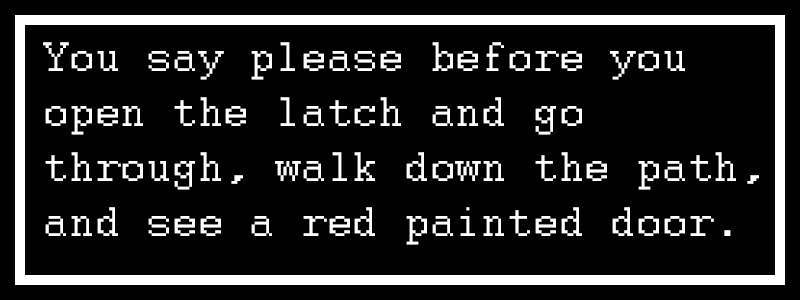 You say please before you
open the latch and go
through, walk down the path,
and see a red painted door.